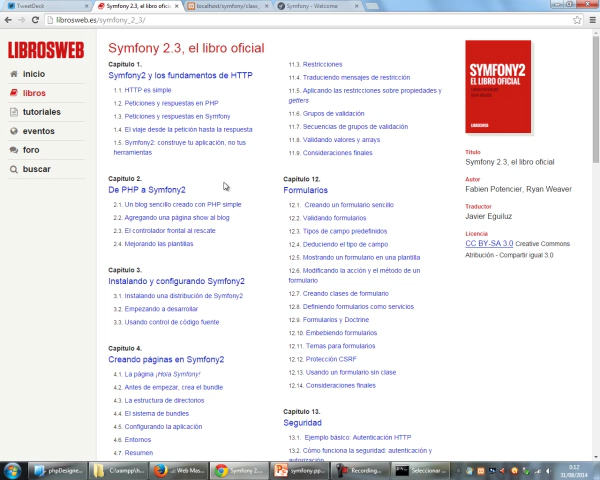 TweetDesk
Symfony 2.3, el libro ofici
localhost/symfony/class_
Symfony - Welcome
librosweb.es/symfony_2_3/
LIBROSWEB
inicio
libros
tutoriales
eventos
foro
buscar
Symfony 2.3, el libro oficial
Capítulo 1.
Symfony2 y los fundamentos de HTTP
1.1. HTTP es simple
1.2. Peticiones y respuestas en PHP
1.3. Peticiones y respuestas en Symfony
1.4. El viaje desde la petición hasta la respuesta
1.5. Symfony2: construye tu aplicación, no tus
herramientas
Capítulo 2.
De PHP a Symfony2
2.1. Un blog sencillo creado con PHP simple
2.2. Agregando una página show al blog
2.3. El controlador frontal al rescate
2.4. Mejorando las plantillas
Capítulo 3.
Instalando y configurando Symfony2
3.1. Instalando una distribución de Symfony2
3.2. Empezando a desarrollar
3.3. Usando control de código fuente
Capítulo 4.
Creando páginas en Symfony2
4.1. La página ¡Hola Symfony!
4.2. Antes de empezar, crea el bundle
4.3. La estructura de directorios
4.4. El sistema de bundles
4.5. Configurando la aplicación
4.6. Entornos
4.7. Resumen
11.3. Restricciones
11.4. Traduciendo mensajes de restricción
11.5. Aplicando las restricciones sobre propiedades y
getters
11.6. Grupos de validación
11.7. Secuencias de grupos de validación
11.8. Validando valores y arrays
11.9. Consideraciones finales
Capítulo 12.
Formularios
12.1. Creando un formulario sencillo
12.2. Validando formularios
12.3. Tipos de campo predefinidos
12.4. Deduciendo el tipo de campo
12.5. Mostrando un formulario en una plantilla
12.6. Modificando la acción y el método de un
formulario
12.7. Creando clases de formulario
12.8. Definiendo formularios como servicios
12.9. Formularios y Doctrine
12.10. Embebiendo formularios
12.11. Temas para formularios
12.12. Protección CSRF
12.13. Usando un formulario sin clase
12.14. Consideraciones finales
Capítulo 13.
Seguridad
13.1. Ejemplo básico: Autenticación HTTP
13.2. Cómo funciona la seguridad: autenticación y
autorización
SYMFONY2
EL LIBRO OFICIAL
LIBROSWEB
Título
Symfony 2.3, el libro oficial
Autor
Fabien Potencier, Ryan Weaver
Traductor
Javier Eguiluz
Licencia
CC BY-SA 3.0 Creative Commons
Atribución - Compartir igual 3.0
phpDesigne...
C:\xampp\h...
Web Mas...
Symfony 2....
symfony.pp...
Recording...
Seleccionar...
0:12
31/08/2014